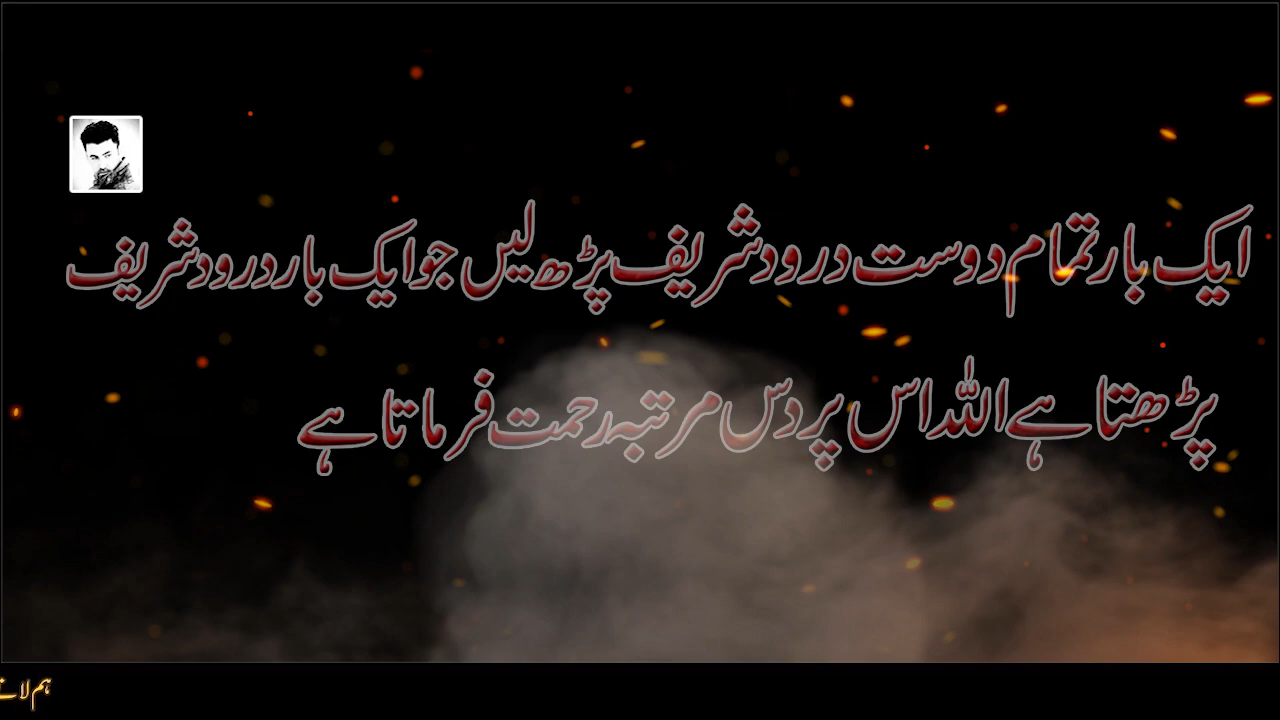 ایک بار تمام دوست درود شریف پڑھ لیں جو ایک بار درود شریف
پڑھتا ہے اللہ اس پر دس مرتبہ رحمت فرماتا ہے
ہم